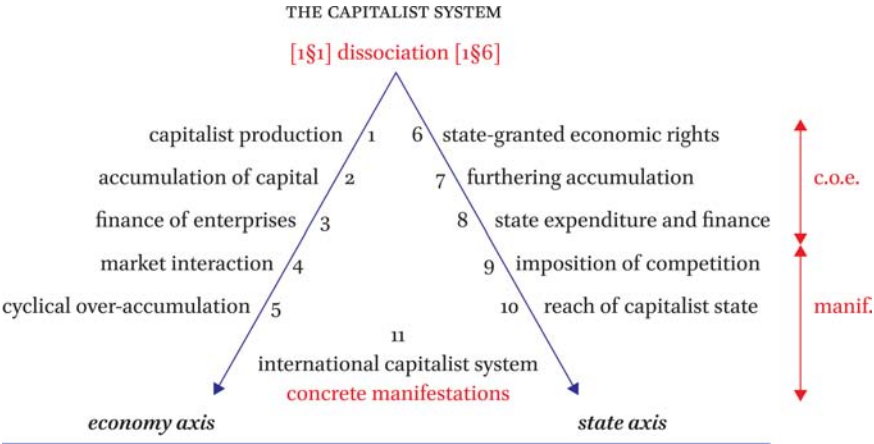 THE CAPITALIST SYSTEM
[1§1] dissociation [1§6]
capitalist production 1 6 state-granted economic rights
accumulation of capital 2 7 furthering accumulation c.o.e.
finance of enterprises 3 8 state expenditure and finance
market interaction 4 9 imposition of competition
cyclical over-accumulation 5 10 reach of capitalist state manif.
11
international capitalist system
concrete manifestations
economy axis state axis